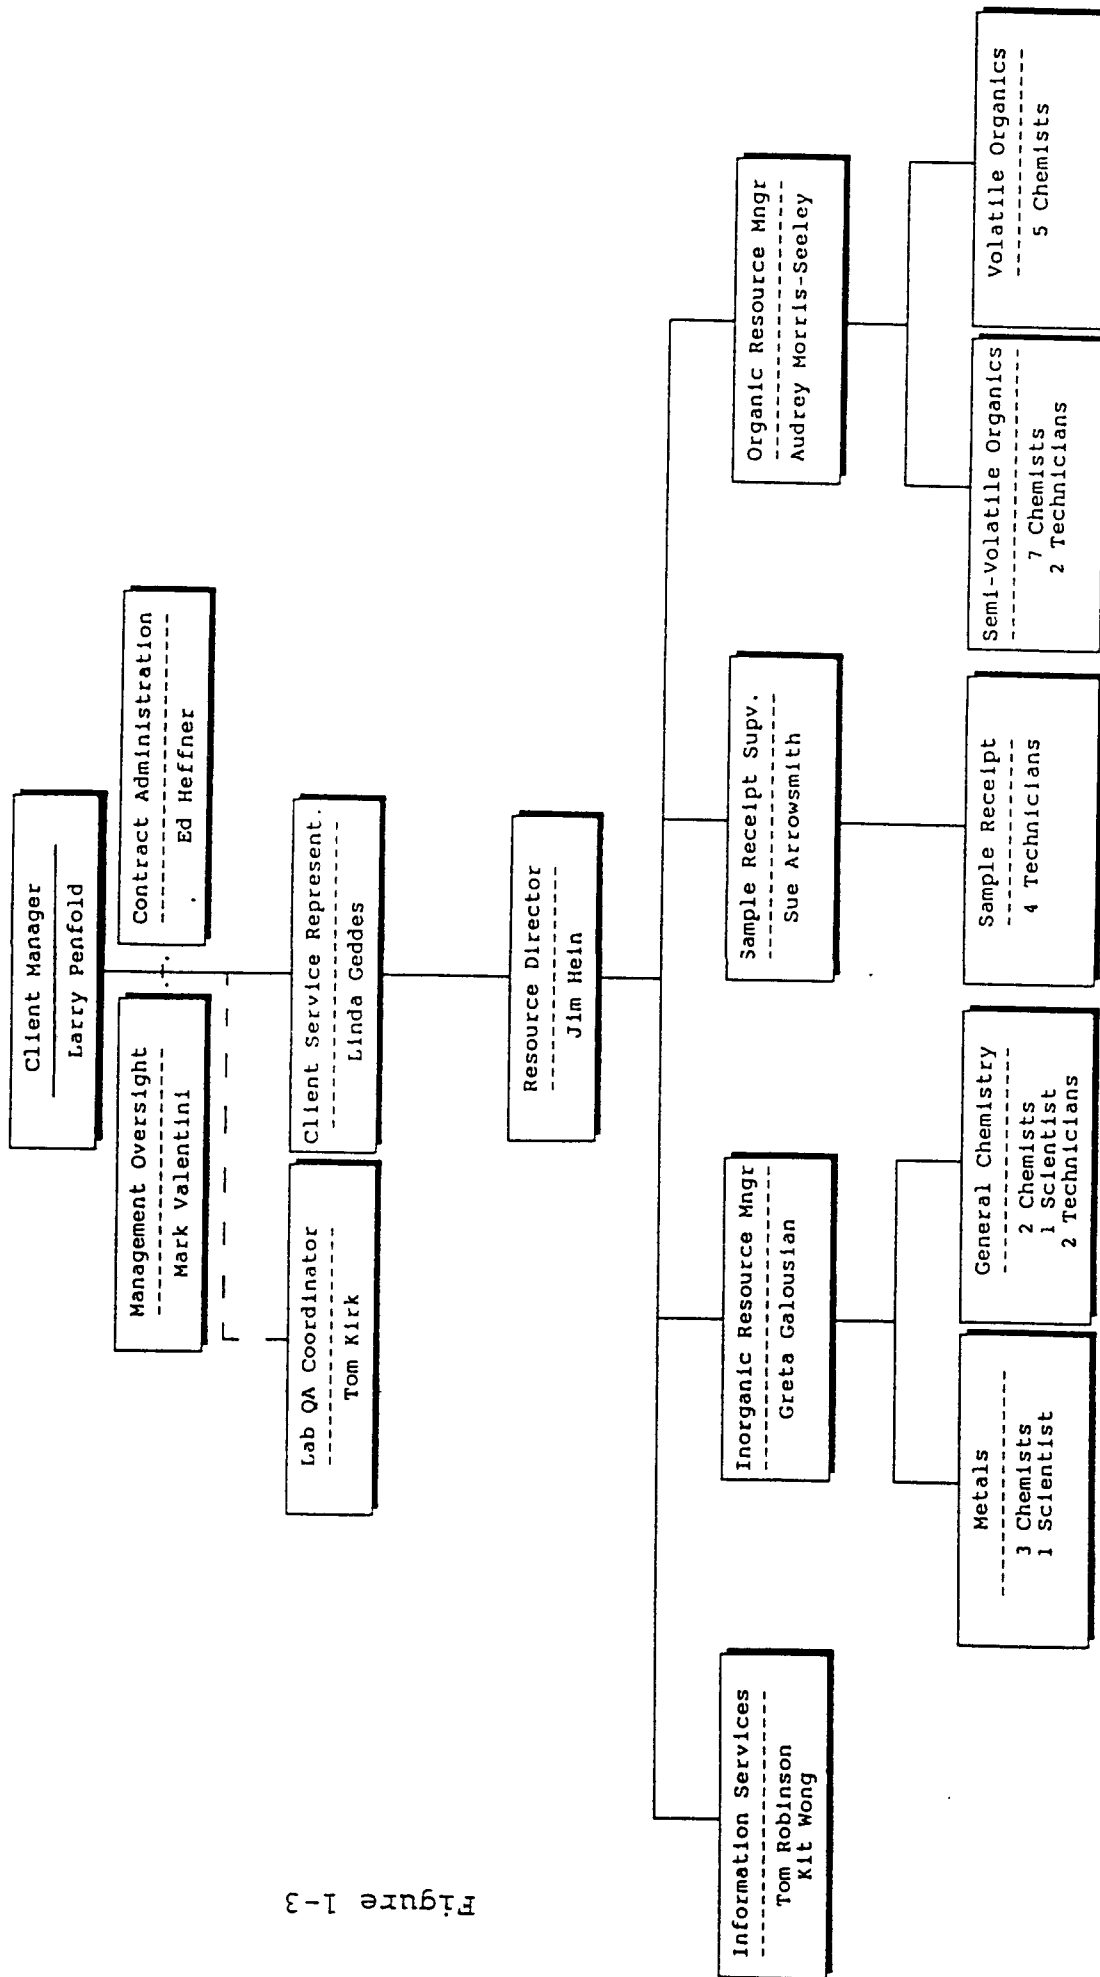 Client Manager
Larry Penfold
Management Oversight
Mark Valentini
Contract Administration
Ed Heffner
Lab QA Coordinator
Tom Kirk
Client Service Represent.
Linda Geddes
Resource Director
Jim Hein
Information Services
Tom Robinson
Kit Wong
Inorganic Resource Mngr
Greta Galousian
Sample Receipt Supv.
Sue Arrowsmith
Organic Resource Mngr
Audrey Morris-Seeley
Metals
3 Chemists
1 Scientist
General Chemistry
2 Chemists
1 Scientist
2 Technicians
Sample Receipt
4 Technicians
Semi-Volatile Organics
7 Chemists
2 Technicians
Volatile Organics
5 Chemists
Figure 1-3